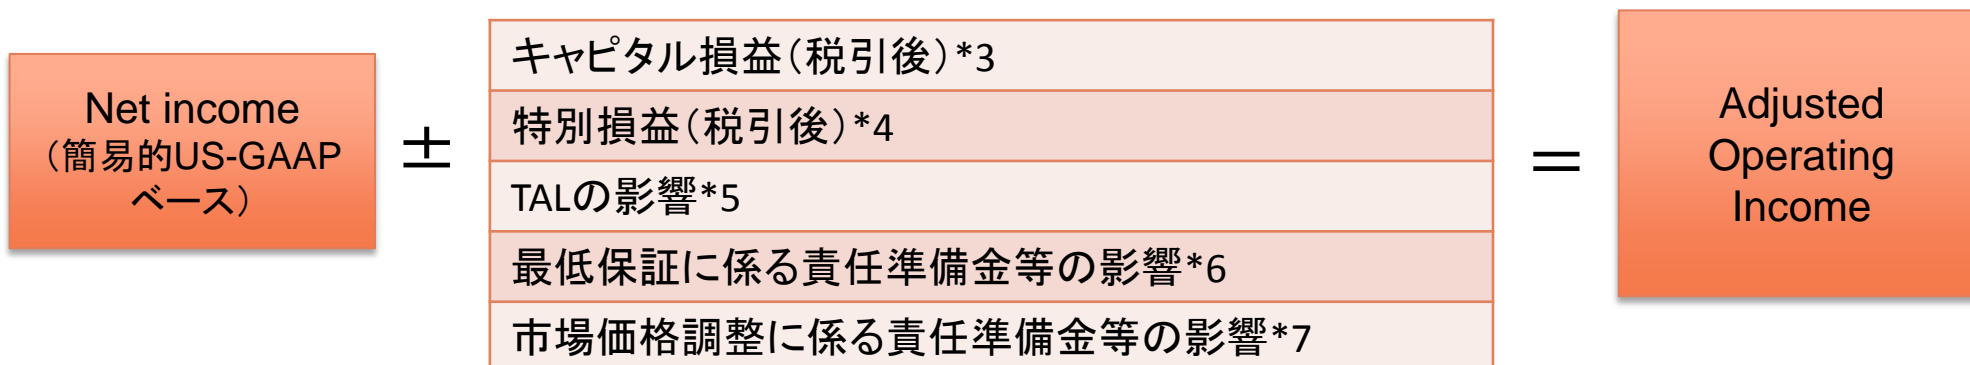 Net income
（簡易的US-GAAP
ベース）
±
キャピタル損益（税引後）*3
特別損益（税引後）*4
TALの影響*5
最低保証に係る責任準備金等の影響*6
市場価格調整に係る責任準備金等の影響*7
＝
Adjusted
Operating
Income